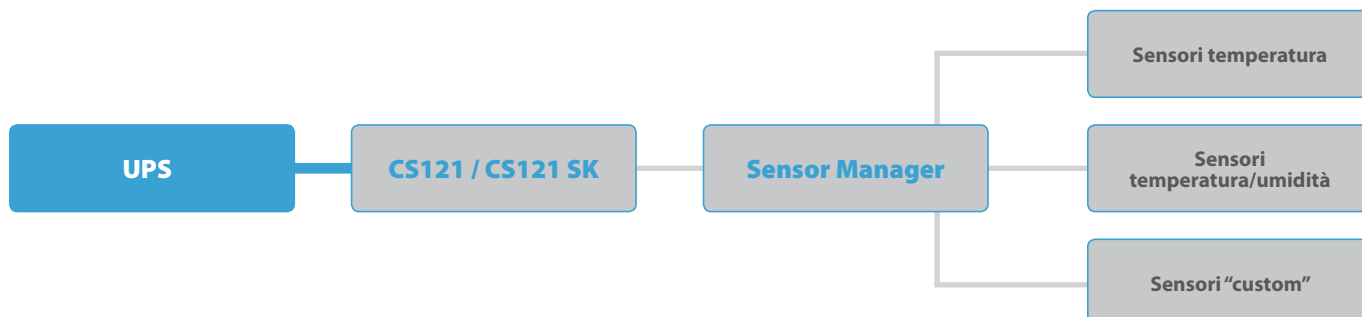 UPS
CS121 / CS121 SK
Sensor Manager
Sensori temperatura
Sensori
temperatura/umidità
Sensori “custom”